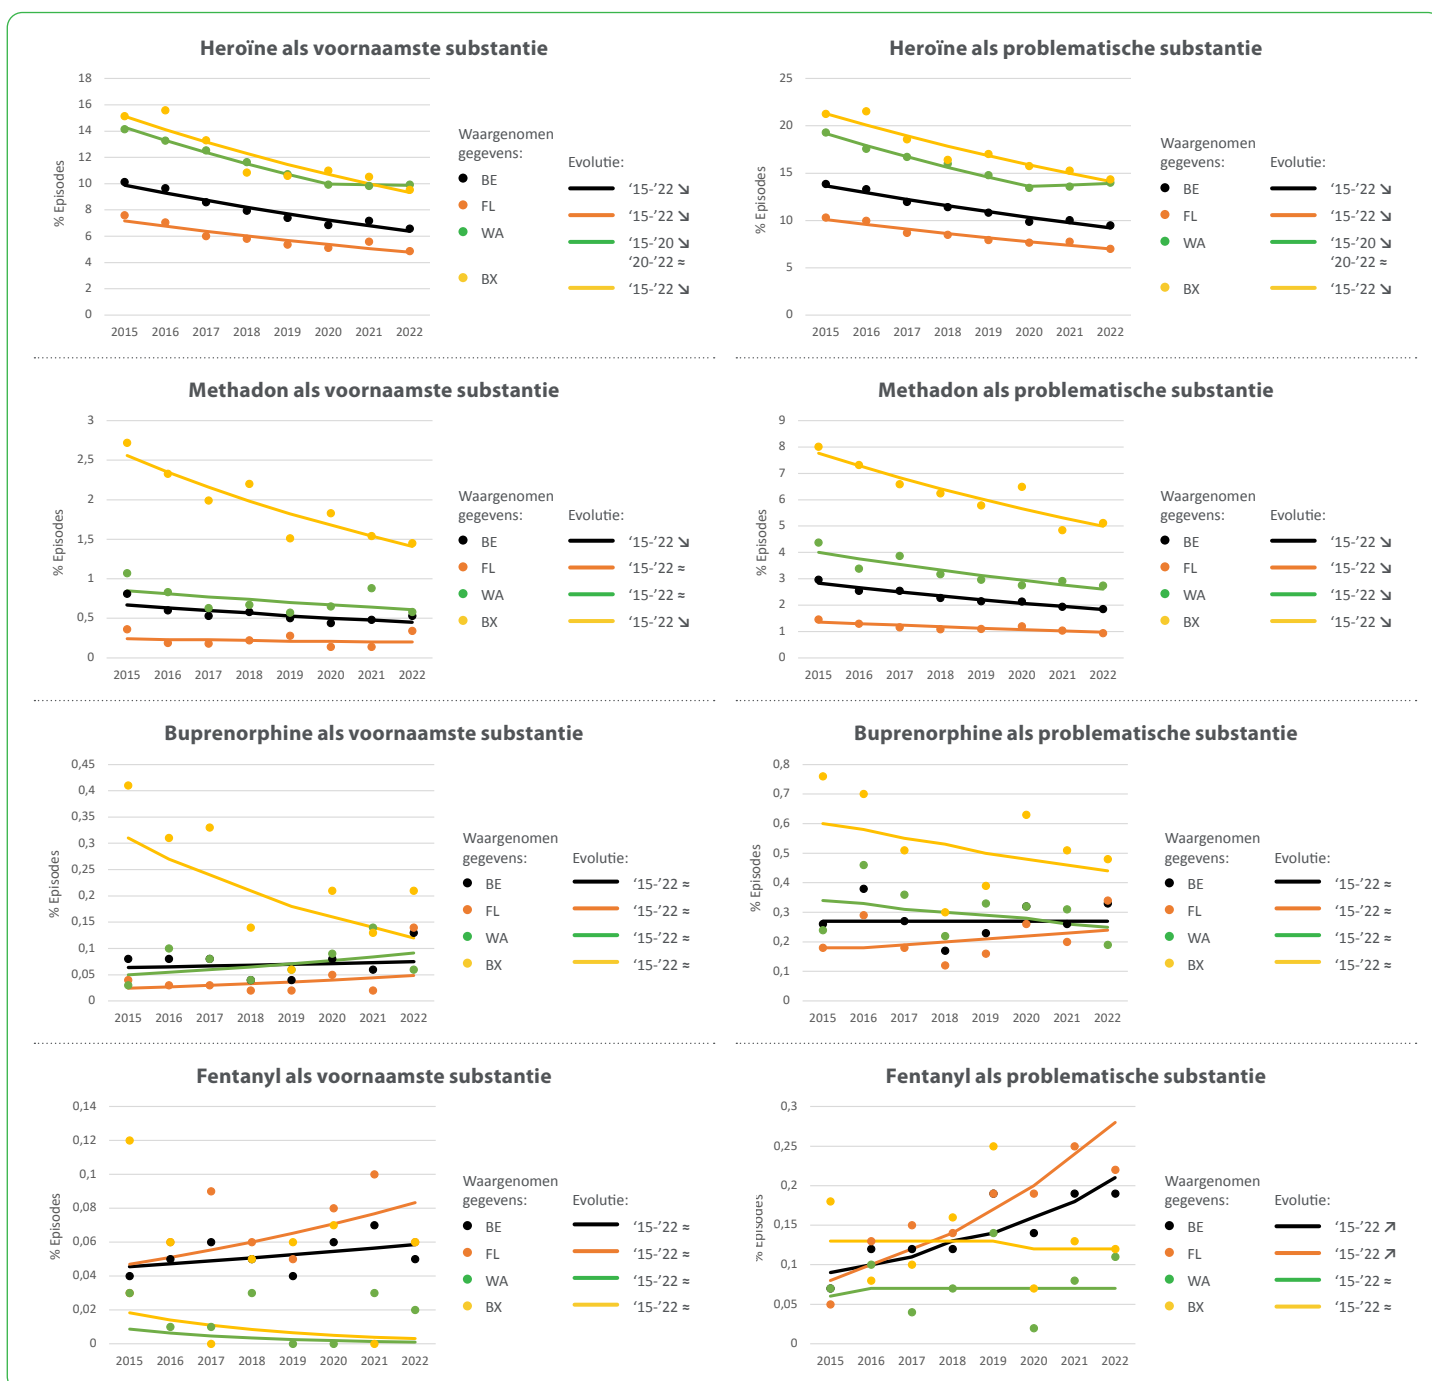 Heroïne als voornaamste substantie
% Episodes
18
16
14
12
10
8
6
4
2
0
2015 2016 2017 2018 2019 2020 2021 2022
Waargenomen
gegevens: Evolutie:
BE '15-'22 ↘
FL '15-'22 ↘
WA '15-'20 ↘
'20-'22 ≈
BX '15-'22 ↘
Heroïne als problematische substantie
% Episodes
25
20
15
10
5
0
2015 2016 2017 2018 2019 2020 2021 2022
Waargenomen
gegevens: Evolutie:
BE '15-'22 ↘
FL '15-'22 ↘
WA '15-'20 ↘
'20-'22 ≈
BX '15-'22 ↘
Methadon als voornaamste substantie
% Episodes
3
2,5
2
1,5
1
0,5
0
2015 2016 2017 2018 2019 2020 2021 2022
Waargenomen
gegevens: Evolutie:
BE '15-'22 ↘
FL '15-'22 ≈
WA '15-'22 ≈
BX '15-'22 ↘
Methadon als problematische substantie
% Episodes
9
8
7
6
5
4
3
2
1
0
2015 2016 2017 2018 2019 2020 2021 2022
Waargenomen
gegevens: Evolutie:
BE '15-'22 ↘
FL '15-'22 ↘
WA '15-'22 ↘
BX '15-'22 ↘
Buprenorphine als voornaamste substantie
% Episodes
0,45
0,4
0,35
0,3
0,25
0,2
0,15
0,1
0,05
0
2015 2016 2017 2018 2019 2020 2021 2022
Waargenomen
gegevens: Evolutie:
BE '15-'22 ≈
FL '15-'22 ≈
WA '15-'22 ≈
BX '15-'22 ≈
Buprenorphine als problematische substantie
% Episodes
0,8
0,7
0,6
0,5
0,4
0,3
0,2
0,1
0
2015 2016 2017 2018 2019 2020 2021 2022
Waargenomen
gegevens: Evolutie:
BE '15-'22 ≈
FL '15-'22 ≈
WA '15-'22 ≈
BX '15-'22 ≈
Fentanyl als voornaamste substantie
% Episodes
0,14
0,12
0,1
0,08
0,06
0,04
0,02
0
2015 2016 2017 2018 2019 2020 2021 2022
Waargenomen
gegevens: Evolutie:
BE '15-'22 ≈
FL '15-'22 ≈
WA '15-'22 ≈
BX '15-'22 ≈
Fentanyl als problematische substantie
% Episodes
0,3
0,25
0,2
0,15
0,1
0,05
0
2015 2016 2017 2018 2019 2020 2021 2022
Waargenomen
gegevens: Evolutie:
BE '15-'22 ↗
FL '15-'22 ↗
WA '15-'22 ≈
BX '15-'22 ≈